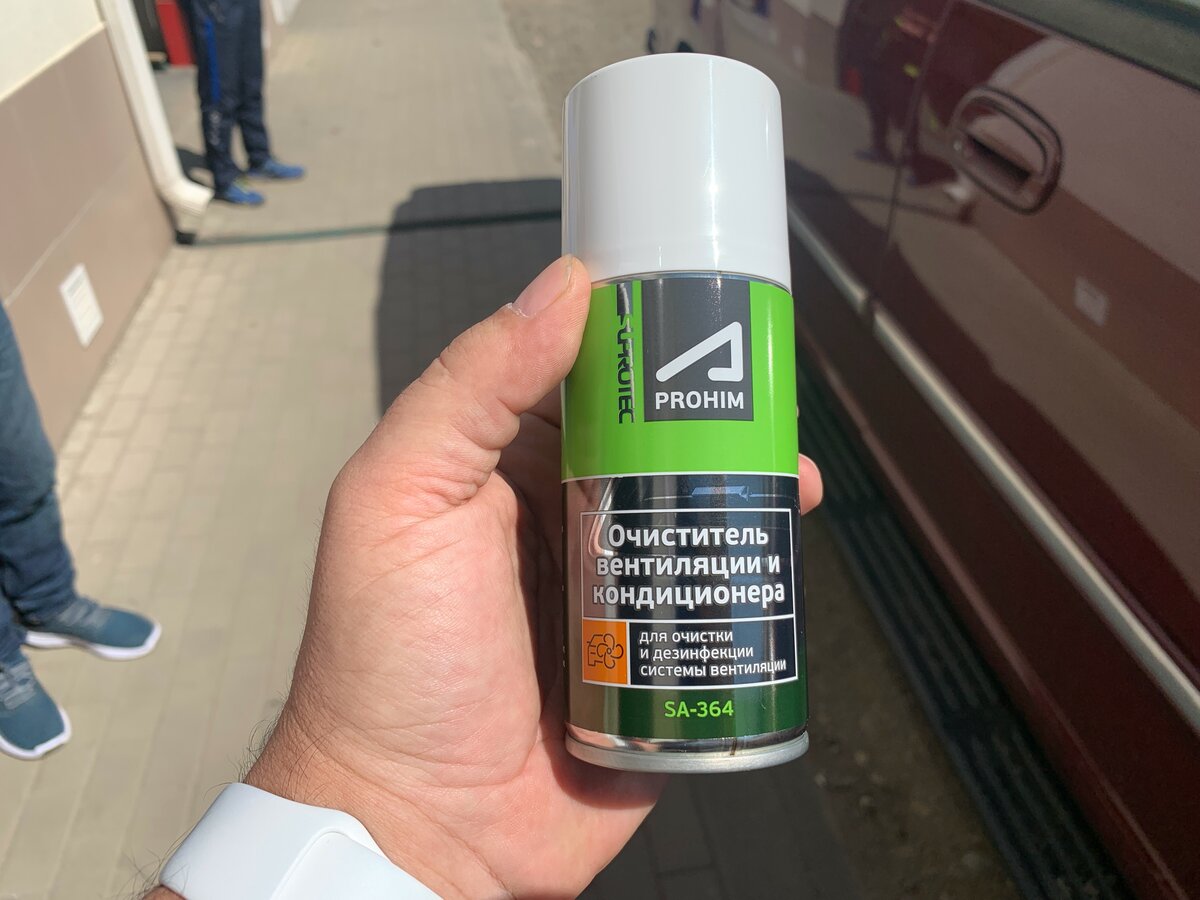 SUPROTEC
PROHIM
Очиститель
вентиляции и
кондиционера
для очистки
и дезинфекции
системы вентиляции
SA-364